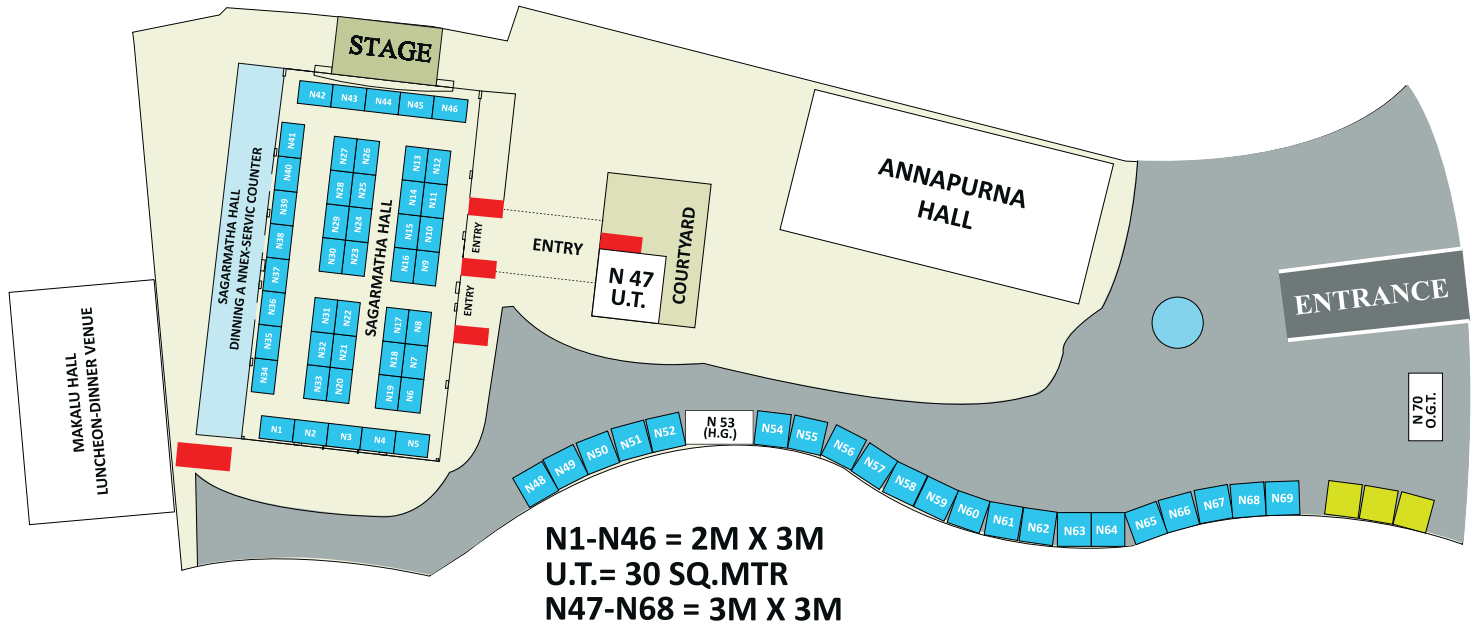 STAGE
N42 N43 N44 N45 N46
N41
N40
N39
N38
N37
N36
N35
N34
N27 N26
N28 N25
N29 N24
N30 N23
N13 N12
N14 N11
N15 N10
N16 N9
N31 N22
N32 N21
N33 N20
N17 N8
N18 N7
N19 N6
N1 N2 N3 N4 N5
SAGARMATHA HALL
DINNING A NNEX-SERVIC COUNTER
SAGARMATHA HALL
MAKALU HALL
LUNCHEON-DINNER VENUE
ENTRY
ENTRY
ENTRY
N 47
U.T.
COURTYARD
ANNAPURNA
HALL
ENTRANCE
N 70
O.G.T.
N48 N49 N50 N51 N52
N 53
(H.G.)
N54 N55 N56 N57 N58 N59 N60 N61 N62 N63 N64 N65 N66 N67 N68 N69
N1-N46 = 2M X 3M
U.T.= 30 SQ.MTR
N47-N68 = 3M X 3M